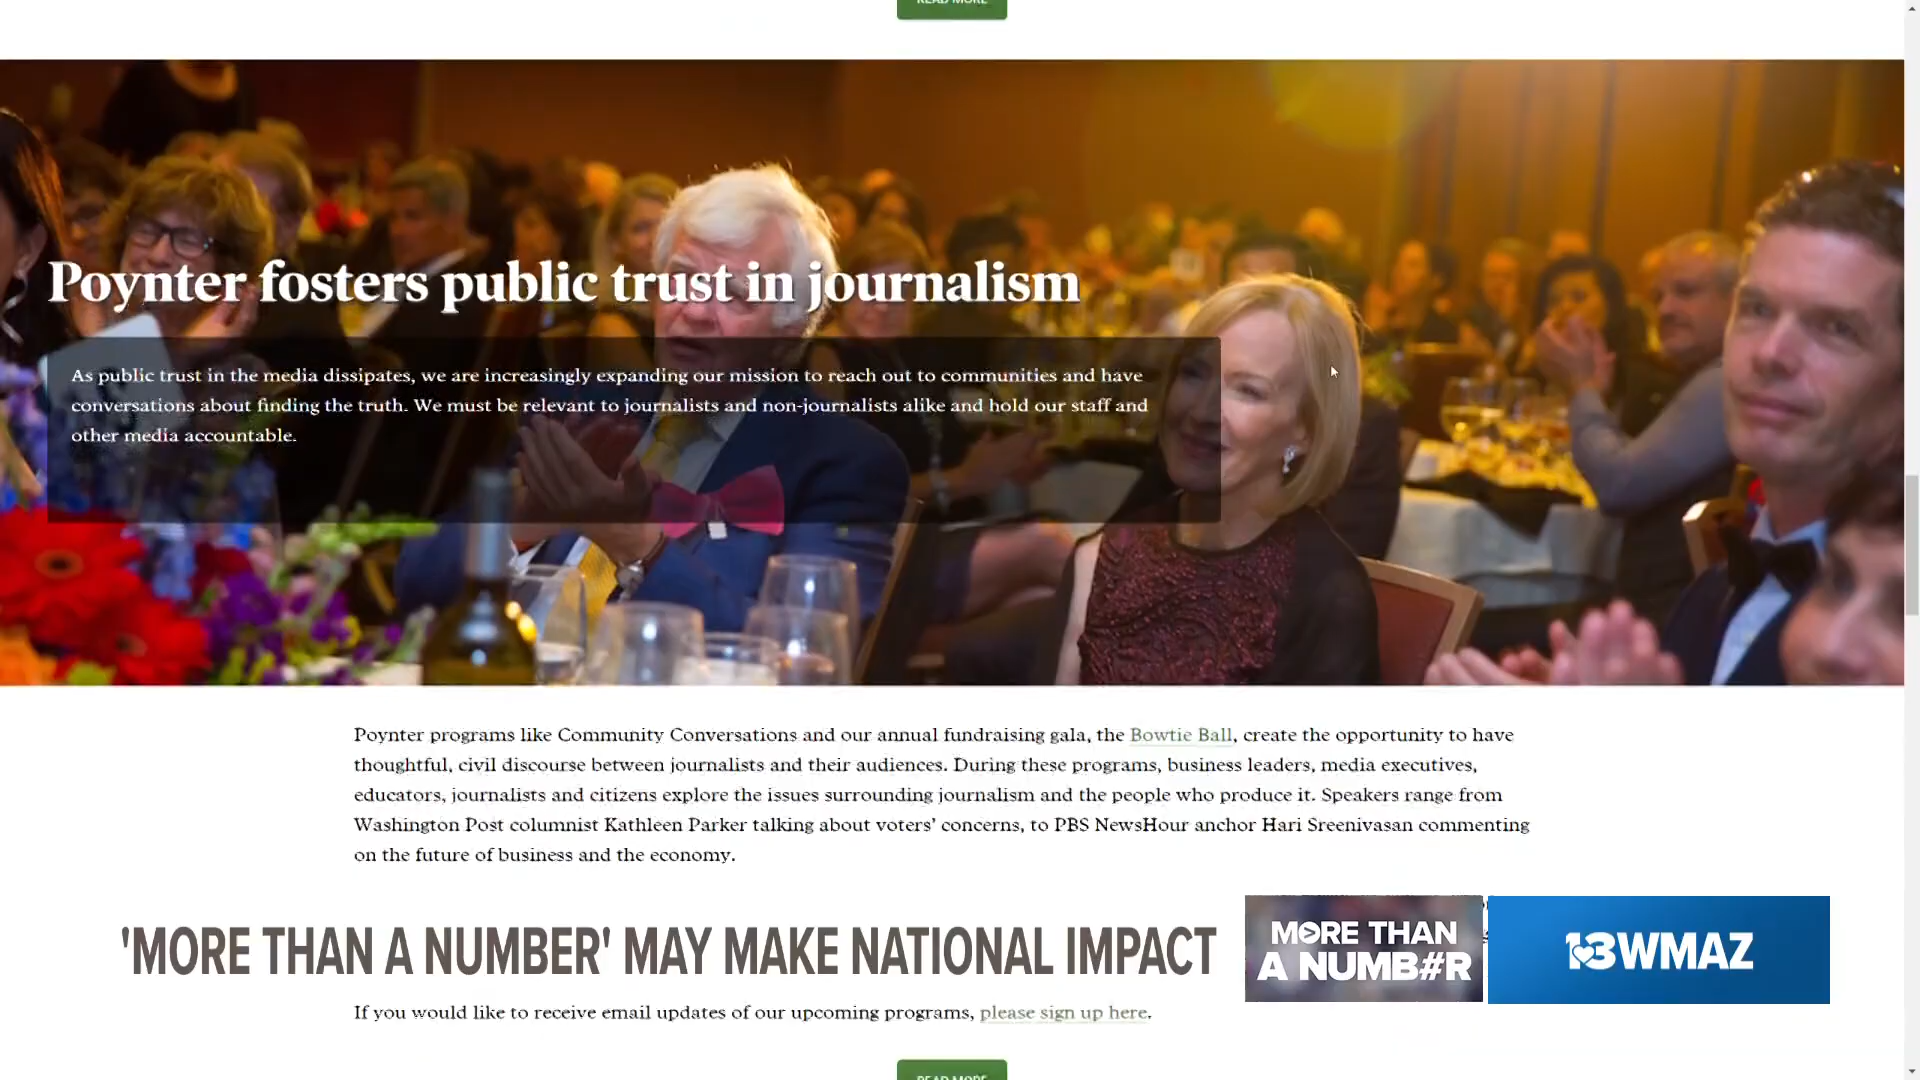 READ MORE
Poynter fosters public trust in journalism
As public trust in the media dissipates, we are increasingly expanding our mission to reach out to communities and have
conversations about finding the truth. We must be relevant to journalists and non-journalists alike and hold our staff and
other media accountable.
Poynter programs like Community Conversations and our annual fundraising gala, the Bowtie Ball, create the opportunity to have
thoughtful, civil discourse between journalists and their audiences. During these programs, business leaders, media executives,
educators, journalists and citizens explore the issues surrounding journalism and the people who produce it. Speakers range from
Washington Post columnist Kathleen Parker talking about voters' concerns, to PBS NewsHour anchor Hari Sreenivasan commenting
on the future of business and the economy.
'MORE THAN A NUMBER' MAY MAKE NATIONAL IMPACT
MORE THAN
A NUMB#R
13WMAZ
If you would like to receive email updates of our upcoming programs, please sign up here.
READ MORE